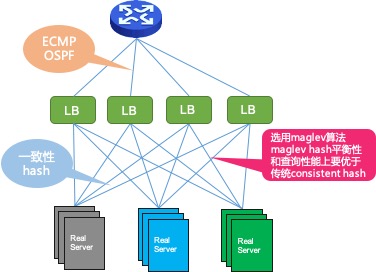 ECMP
OSPF
LB
LB
LB
LB
一致性
hash
选用maglev算法
maglev hash平衡性
和查询性能上要优于
传统consistent hash
Real
Server
Real
Server
Real
Server